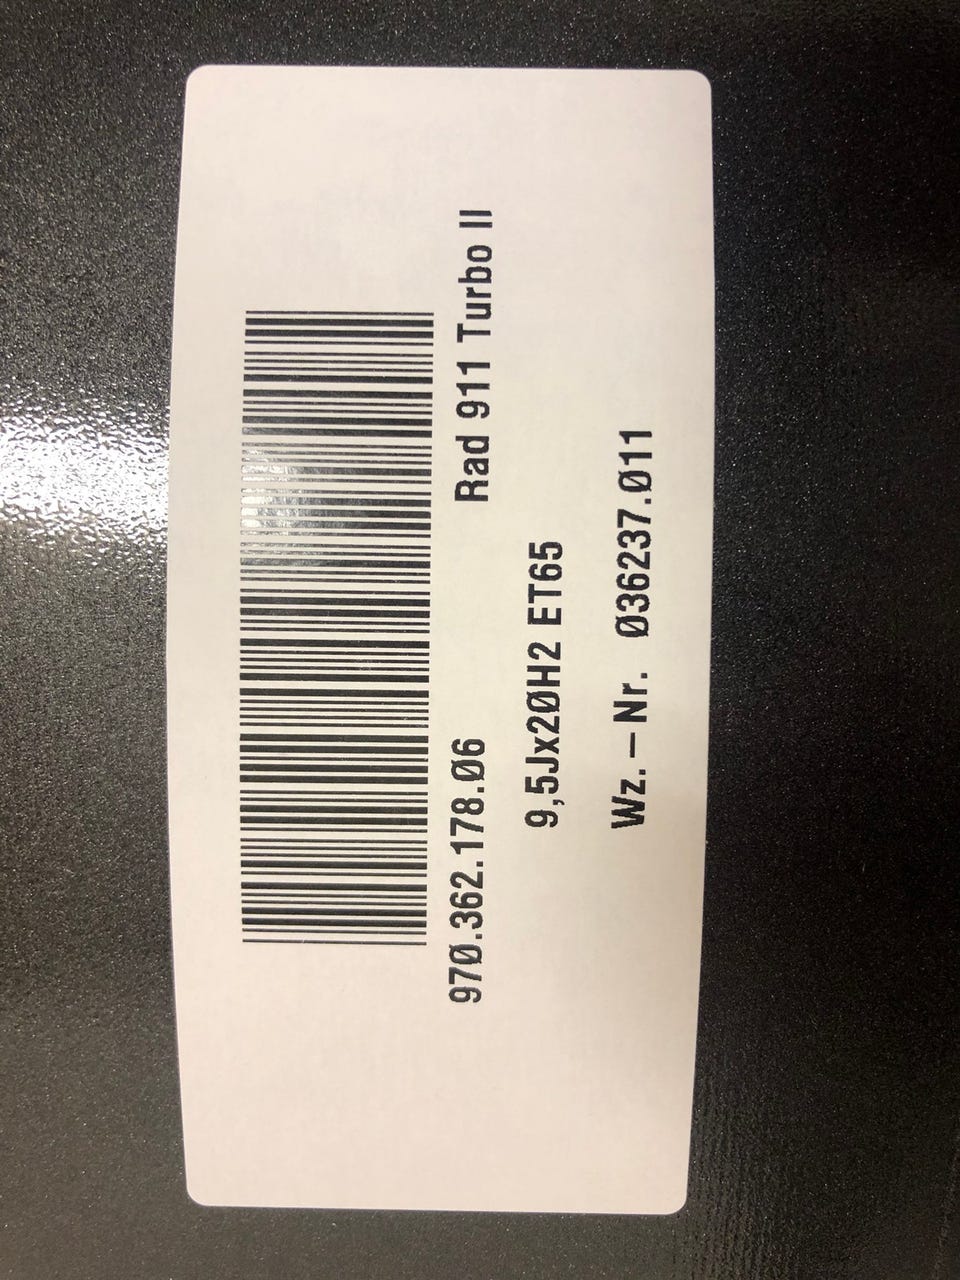 970.362.178.06 Rad 911 Turbo II
9,5Jx20H2 ET65
Wz.-Nr. 036237.011